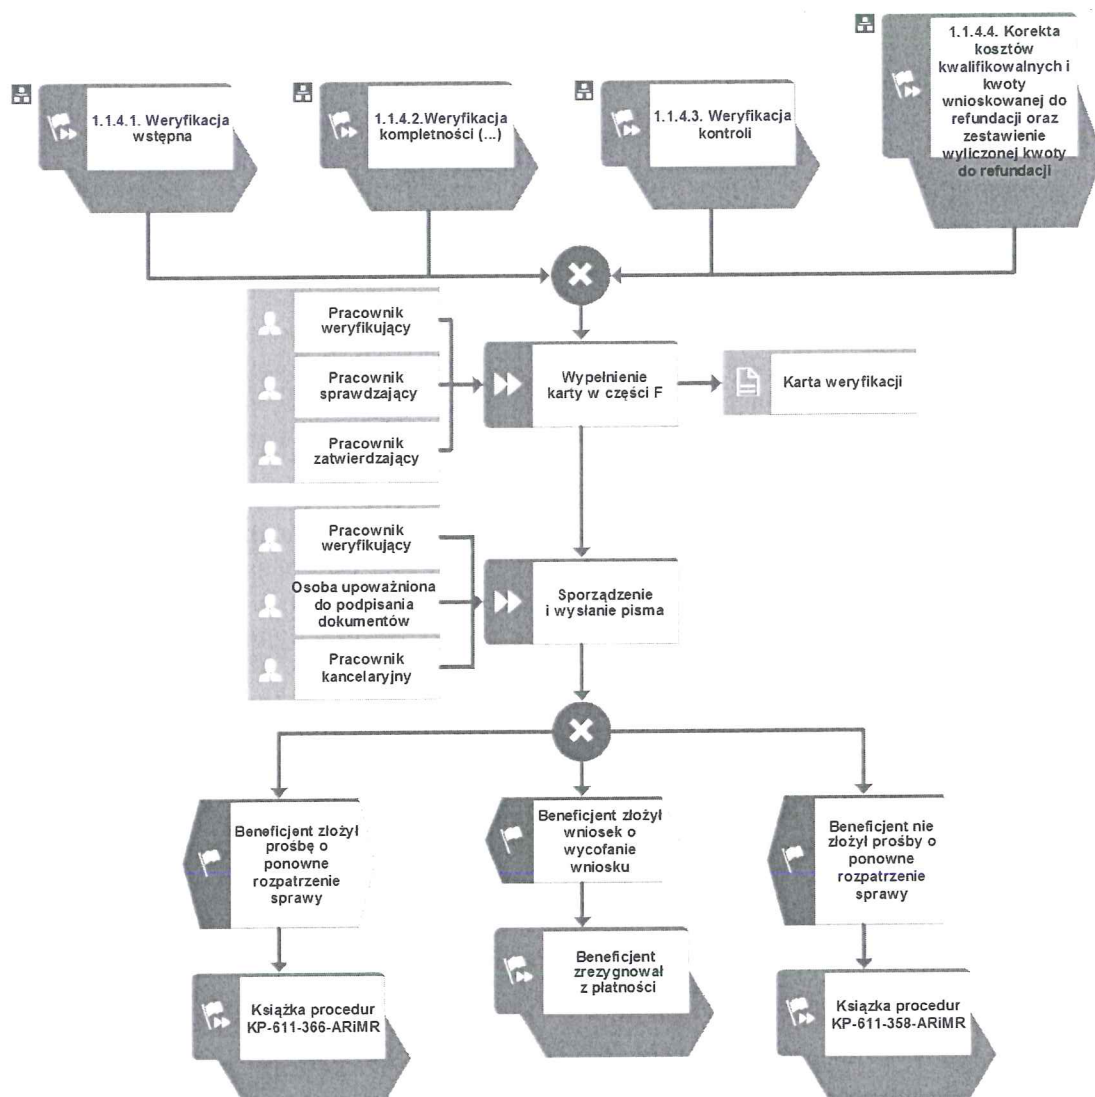 1.1.4.1. Weryfikacja
wstępna
1.1.4.2.Weryfikacja
kompletności (...)
1.1.4.3. Weryfikacja
kontroli
1.1.4.4. Korekta
kosztów
kwalifikowalnych i
kwoty
wnioskowanej do
refundacji oraz
zestawienie
wyliczonej kwoty
do refundacji
Pracownik
weryfikujący
Pracownik
sprawdzający
Pracownik
zatwierdzający
Wypełnienie
karty w części F
Karta weryfikacji
Pracownik
weryfikujący
Osoba upoważniona
do podpisania
dokumentów
Pracownik
kancelaryjny
Sporządzenie
i wysłanie pisma
Beneficjent złożył
prośbę o
ponowne
rozpatrzenie
sprawy
Beneficjent złożył
wniosek o
wycofanie
wniosku
Beneficjent nie
złożył prośby o
ponowne
rozpatrzenie
sprawy
Książka procedur
KP-611-366-ARiMR
Beneficjent
zrezygnował
z płatności
Ksiązka procedur
KP-611-358-ARiMR